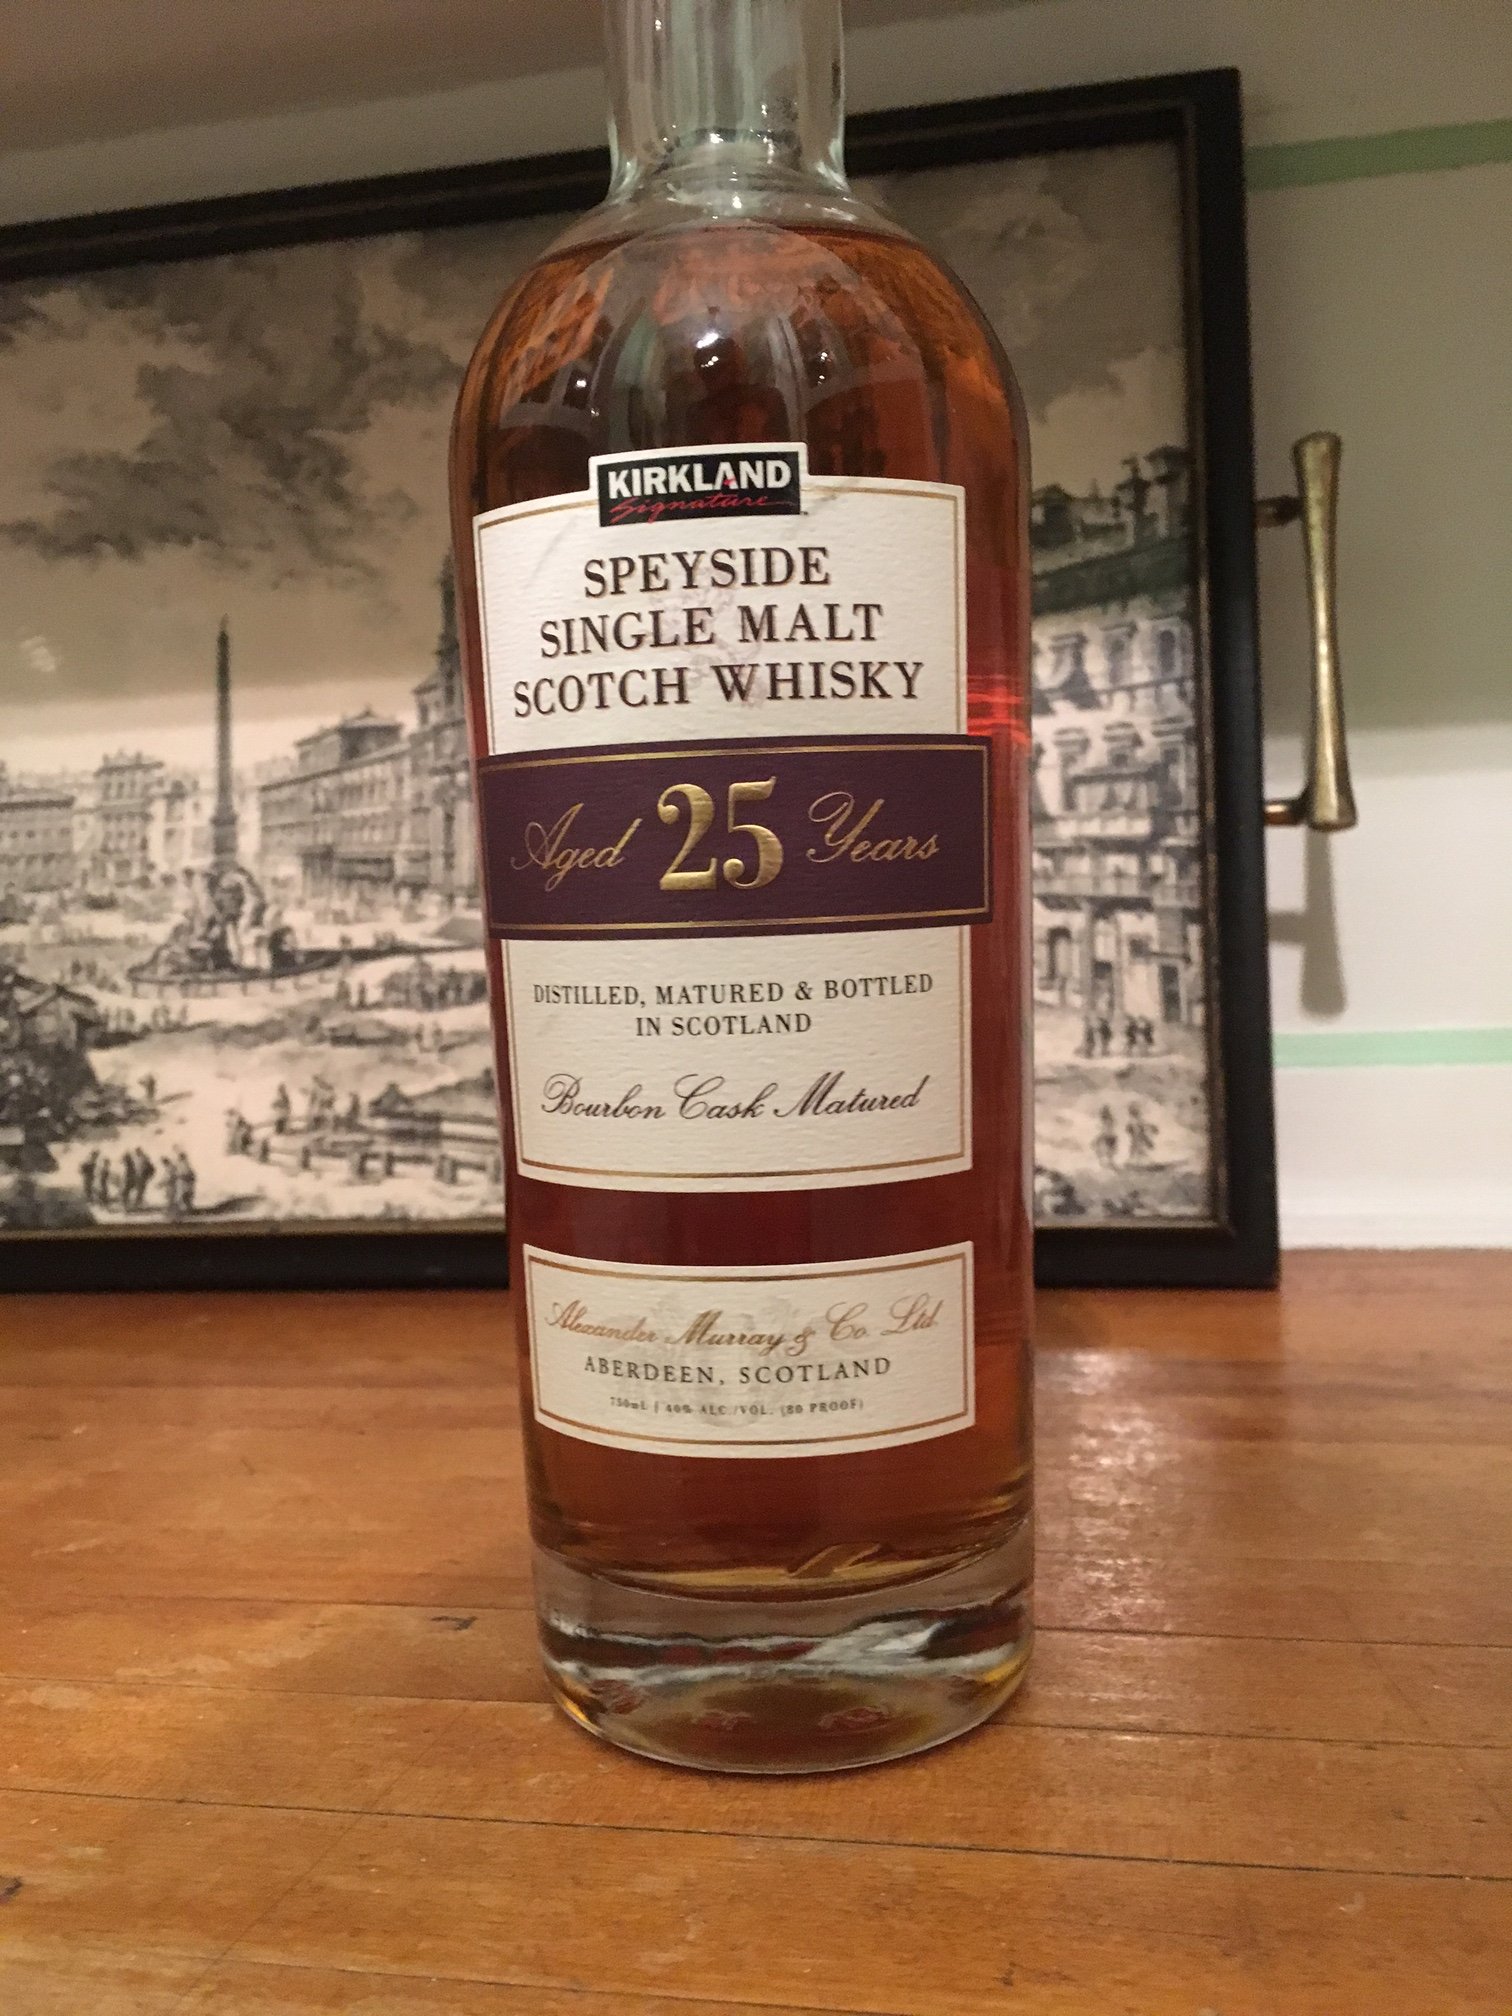 KIRKLAND
Signature
SPEYSIDE
SINGLE MALT
SCOTCH WHISKY
Aged 25 Years
DISTILLED, MATURED & BOTTLED
IN SCOTLAND
Bourbon Cask Matured
Alexander Murray & Co. Ltd.
ABERDEEN, SCOTLAND
750mL | 40% ALC./VOL. (80 PROOF)